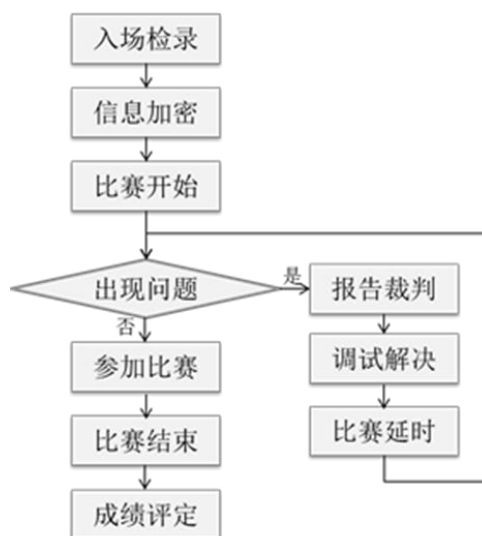 入场检录
信息加密
比赛开始
出现问题
是
报告裁判
否
调试解决
参加比赛
比赛延时
比赛结束
成绩评定